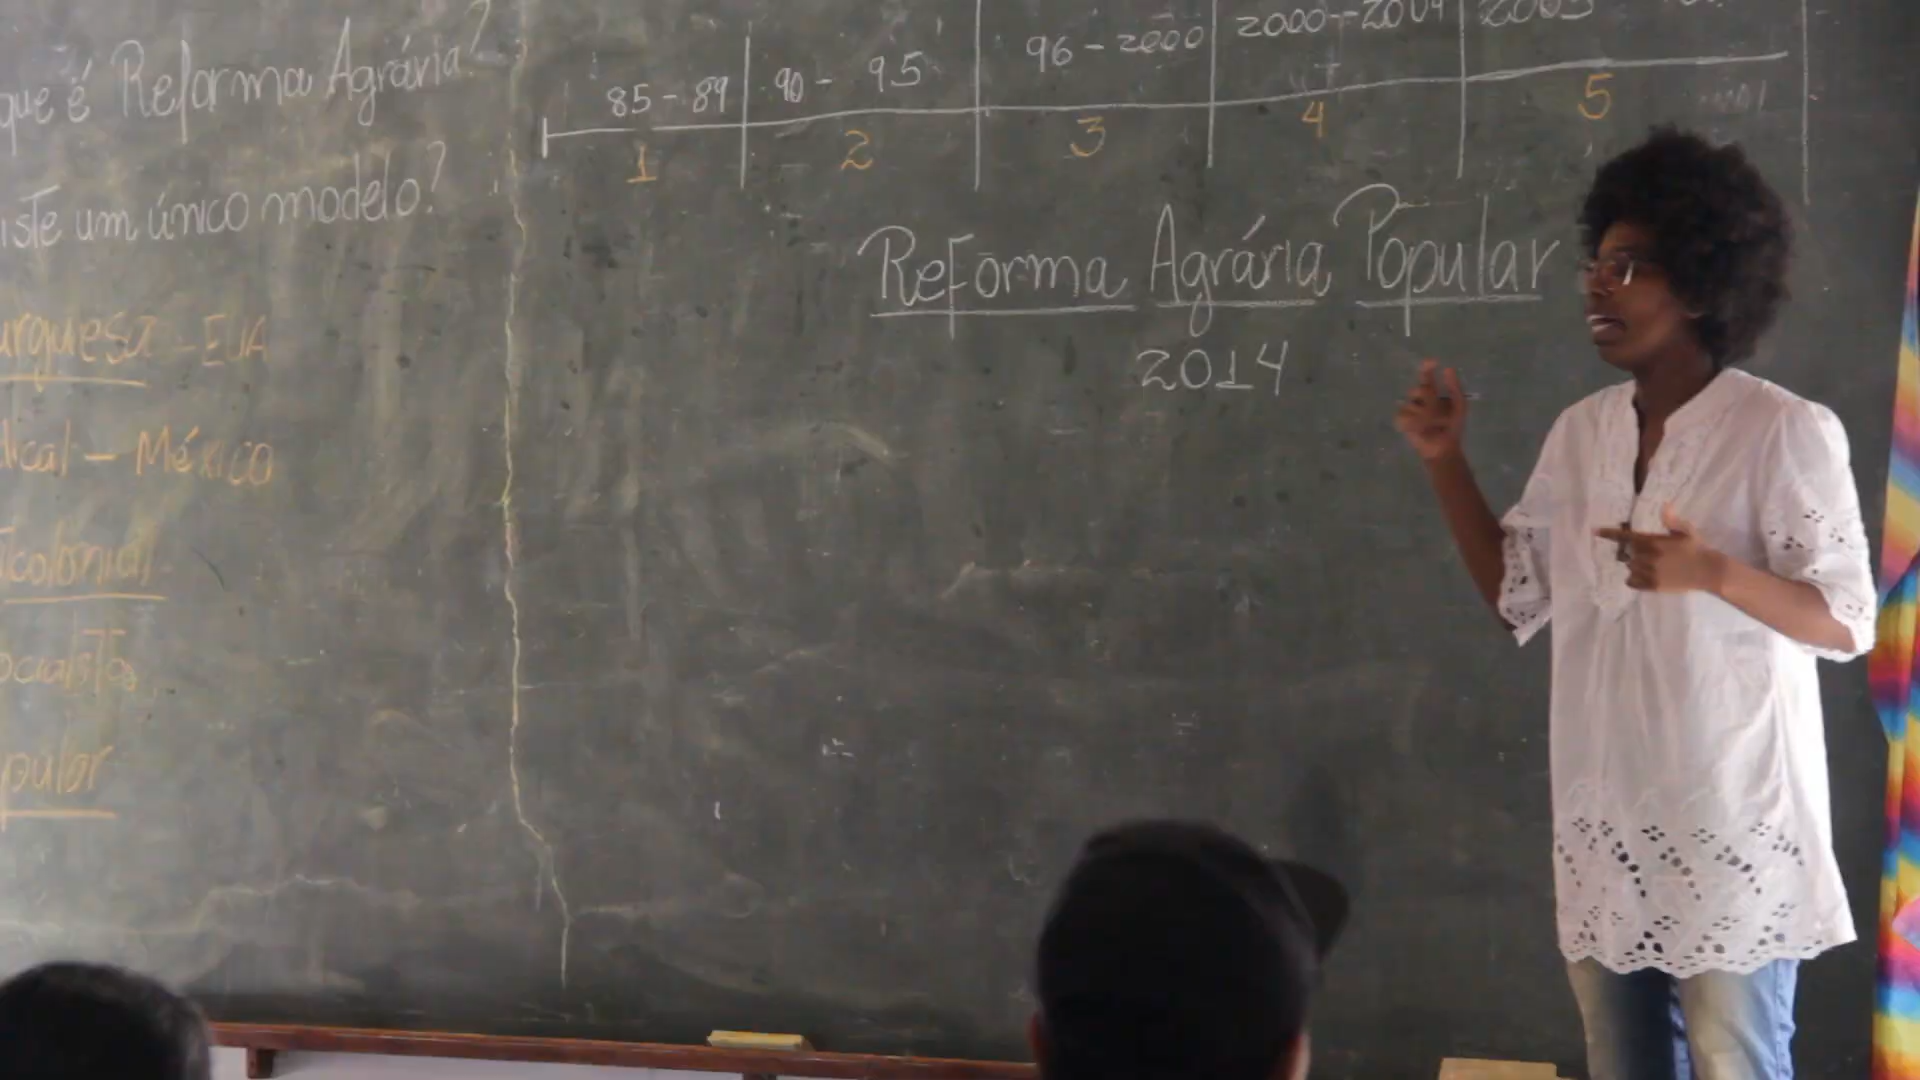 que é Reforma Agrária?
iste um único modelo?
urguesa - EUA
dical - México
icolonial
ocialista
pular
85 - 89 90 - 95 96 - 2000 2000 - 2004
1 2 3 4 5
Reforma Agrária Popular
2014